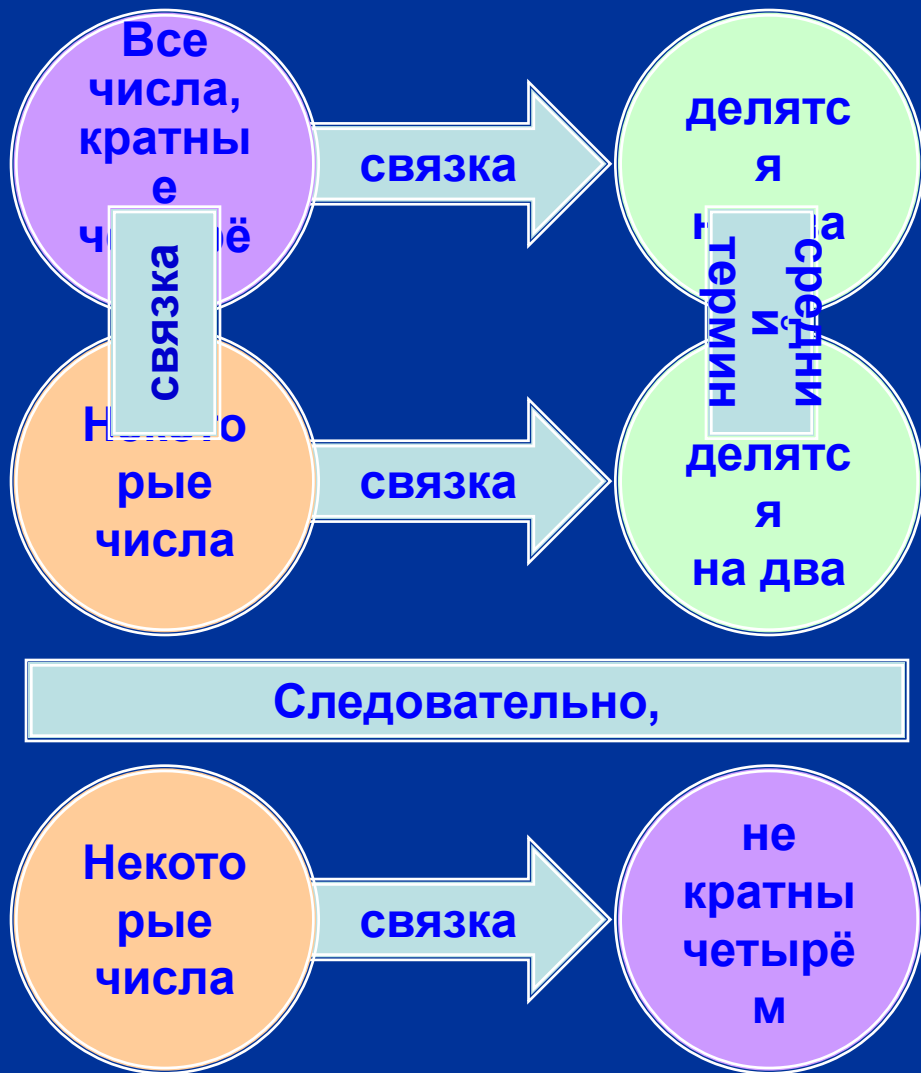 Все
числа,
кратны
е
связка
делятс
я
связка
средни
й
термин
Некото
рые
числа
связка
делятс
я
на два
Следовательно,
Некото
рые
числа
связка
не
кратны
четырё
м